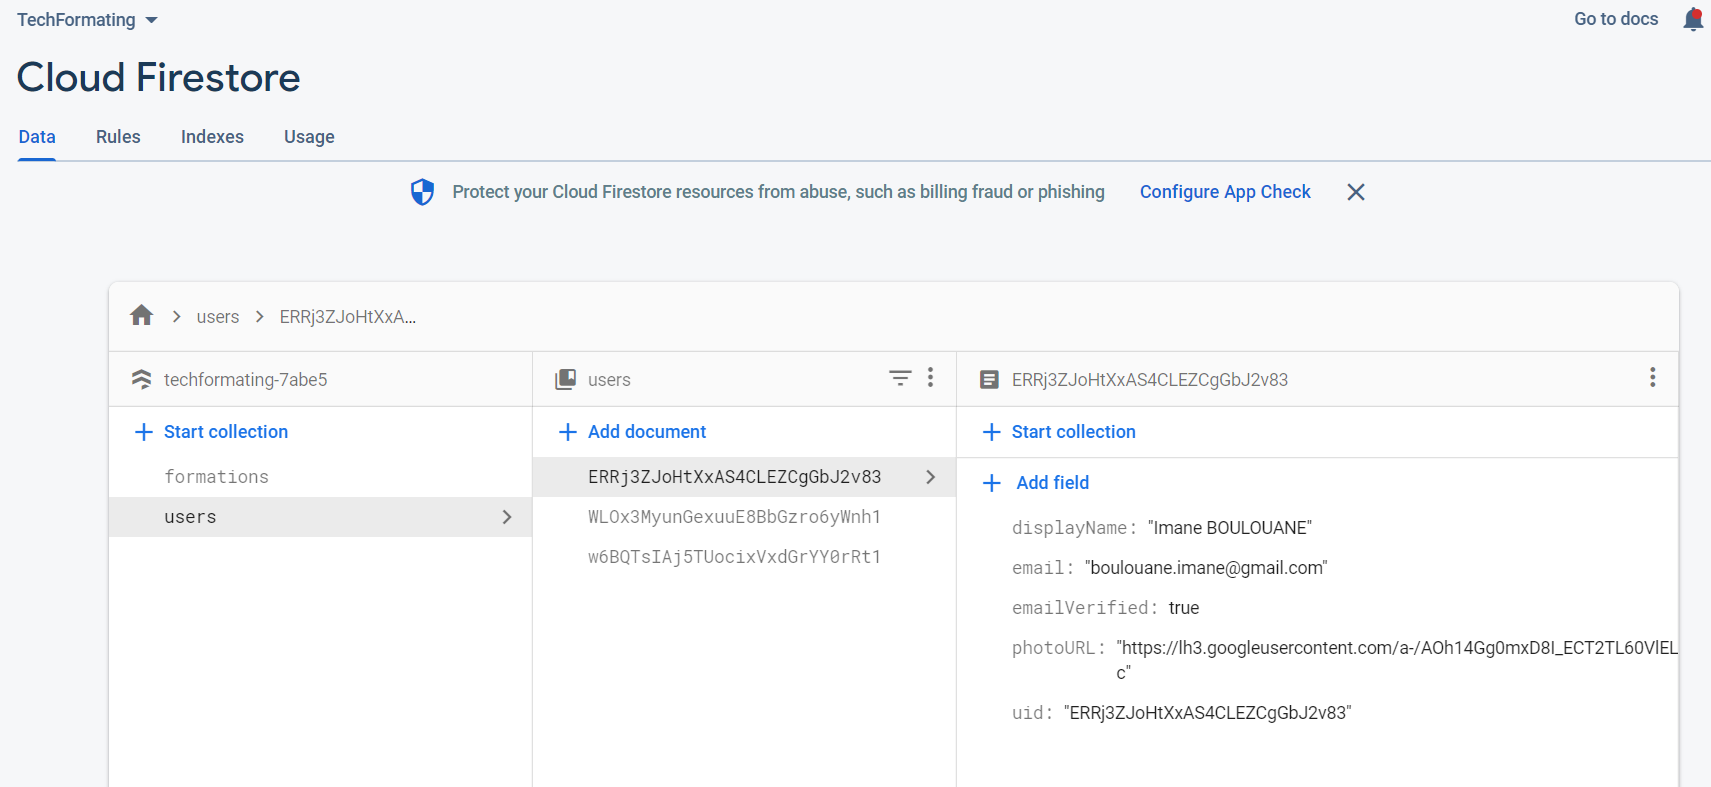 TechFormating
Go to docs
Cloud Firestore
Data Rules Indexes Usage
Protect your Cloud Firestore resources from abuse, such as billing fraud or phishing Configure App Check
users ERRj3ZJoHtXxA...
techformating-7abe5
Start collection
formations
users
users
Add document
ERRj3ZJoHtXxAS4CLEZCgGbJ2v83
WLOx3MyunGexuuE8BbGzro6yWnh1
w6BQTsIAj5TUocixVxdGrYY0rRt1
ERRj3ZJoHtXxAS4CLEZCgGbJ2v83
Start collection
Add field
displayName: "Imane BOULOUANE"
email: "boulouane.imane@gmail.com"
emailVerified: true
photoURL: "https://lh3.googleusercontent.com/a-/AOh14Gg0mxD8I_ECT2TL60VlEL
c"
uid: "ERRj3ZJoHtXxAS4CLEZCgGbJ2v83"